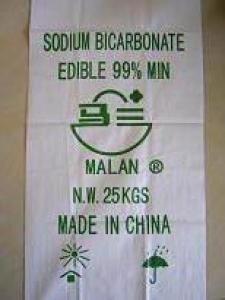 SODIUM BICARBONATE
EDIBLE 99% MIN
MALAN ®
N.W. 25KGS
MADE IN CHINA